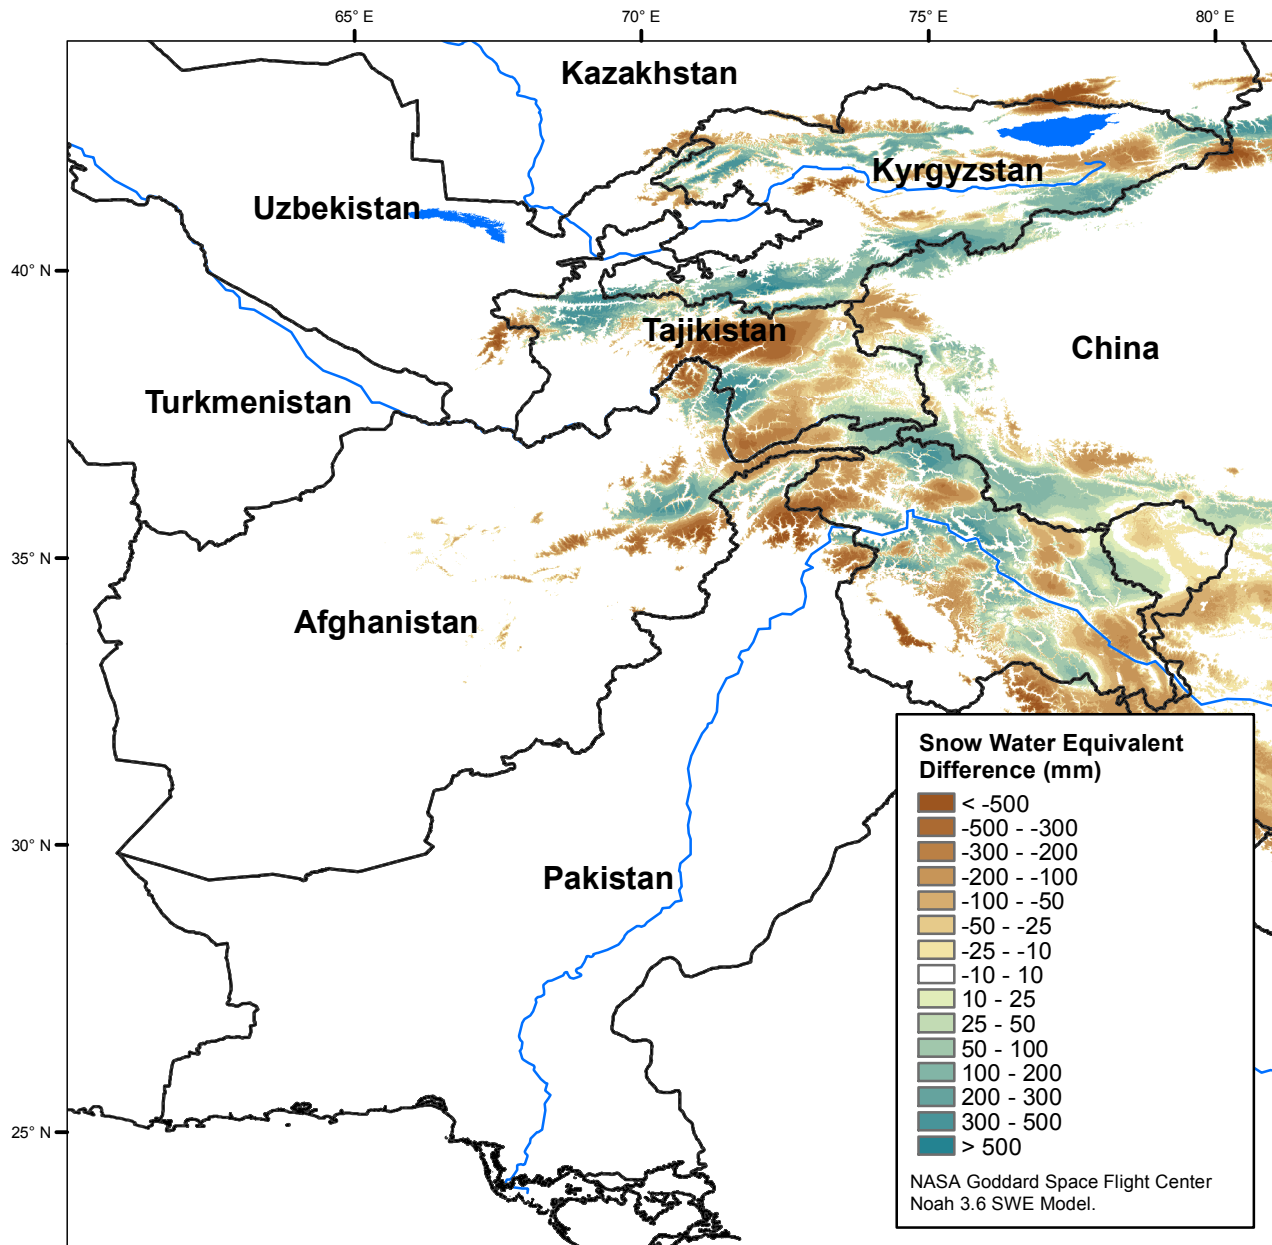 65° E
70° E
75° E
80° E
Kazakhstan
Kyrgyzstan
Uzbekistan
40° N
Tajikistan
China
Turkmenistan
35° N
Afghanistan
30° N
Pakistan
25° N
Snow Water Equivalent
Difference (mm)
< -500
-500 - -300
-300 - -200
-200 - -100
-100 - -50
-50 - -25
-25 - -10
-10 - 10
10 - 25
25 - 50
50 - 100
100 - 200
200 - 300
300 - 500
> 500
NASA Goddard Space Flight Center
Noah 3.6 SWE Model.